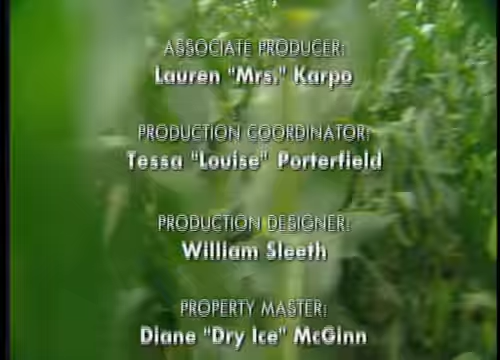 ASSOCIATE PRODUCER:
Lauren "Mrs." Karpo
PRODUCTION COORDINATOR:
Tessa "Louise" Porterfield
PRODUCTION DESIGNER:
William Sleeth
PROPERTY MASTER:
Diane "Dry Ice" McGinn